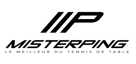 MISTERPING
LE MEILLEUR DU TENNIS DE TABLE